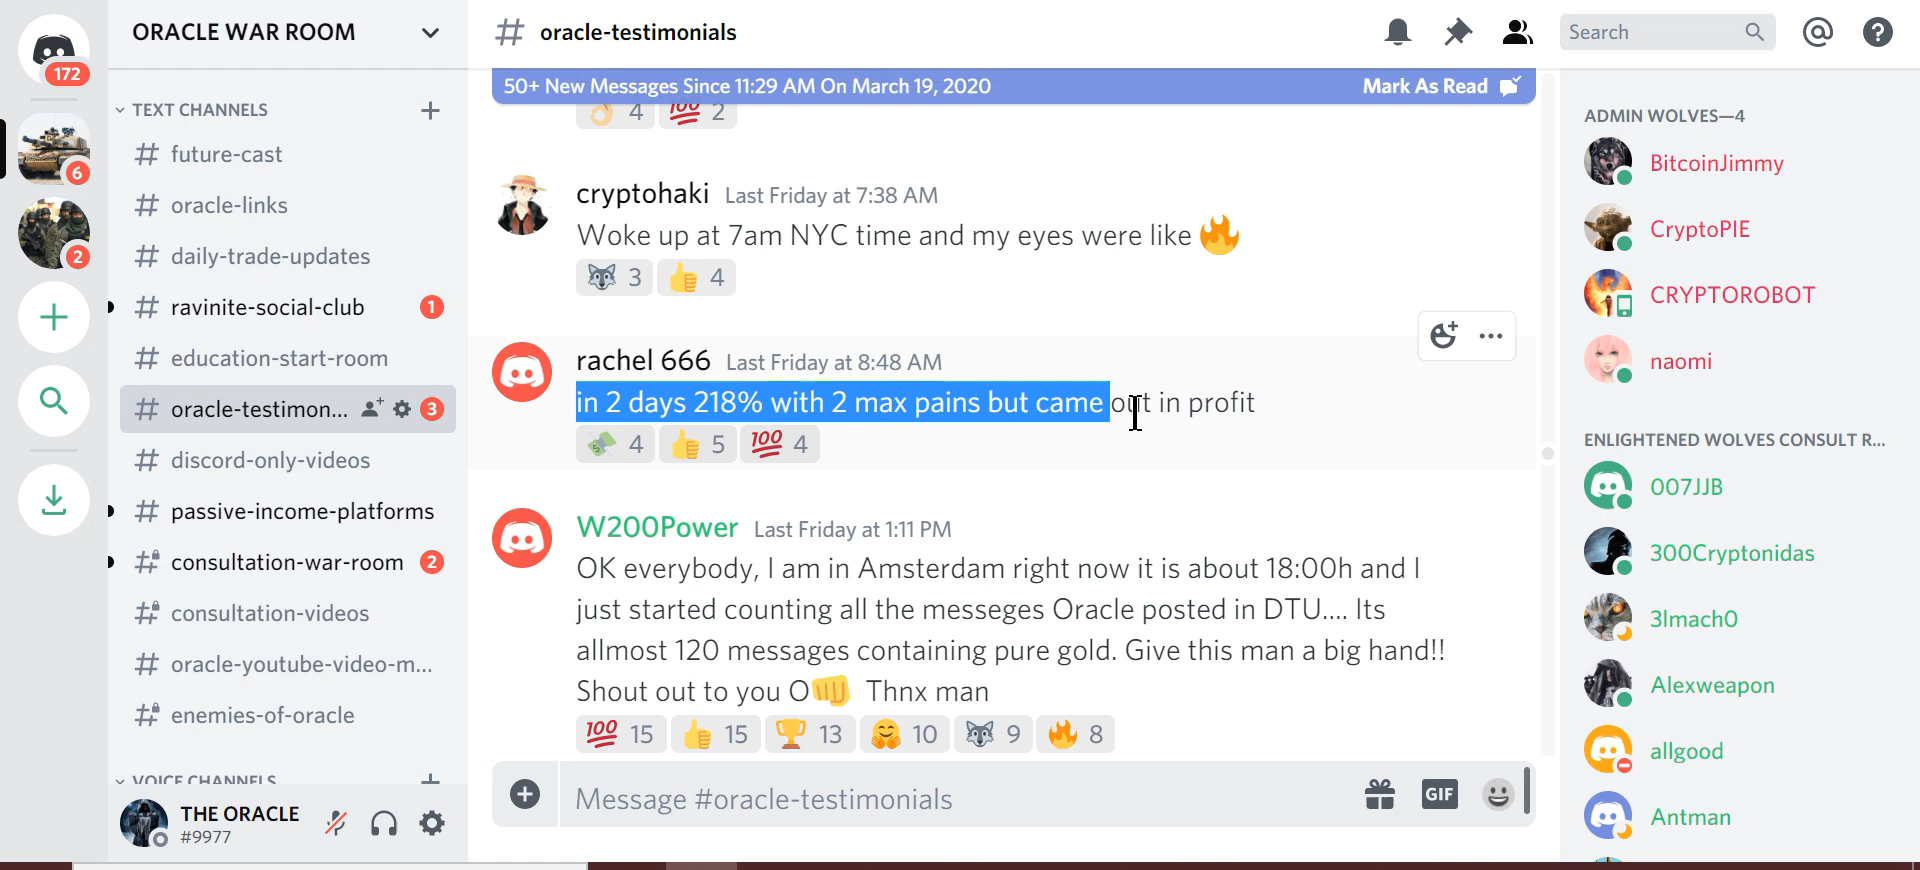 172
6
2
ORACLE WAR ROOM
TEXT CHANNELS
# future-cast
# oracle-links
# daily-trade-updates
# ravinite-social-club 1
# education-start-room
# oracle-testimon... 3
# discord-only-videos
# passive-income-platforms
# consultation-war-room 2
# consultation-videos
# oracle-youtube-video-m...
# enemies-of-oracle
VOICE CHANNELS
THE ORACLE
#9977
# oracle-testimonials
Search
50+ New Messages Since 11:29 AM On March 19, 2020 Mark As Read
4 100 2
cryptohaki Last Friday at 7:38 AM
Woke up at 7am NYC time and my eyes were like
3 4
rachel 666 Last Friday at 8:48 AM
in 2 days 218% with 2 max pains but came out in profit
4 5 100 4
W200Power Last Friday at 1:11 PM
OK everybody, I am in Amsterdam right now it is about 18:00h and I
just started counting all the messeges Oracle posted in DTU.... Its
allmost 120 messages containing pure gold. Give this man a big hand!!
Shout out to you O Thnx man
100 15 15 13 10 9 8
Message #oracle-testimonials
GIF
ADMIN WOLVES—4
BitcoinJimmy
CryptoPIE
CRYPTOROBOT
naomi
ENLIGHTENED WOLVES CONSULT R...
007JJB
300Cryptonidas
3lmach0
Alexweapon
allgood
Antman